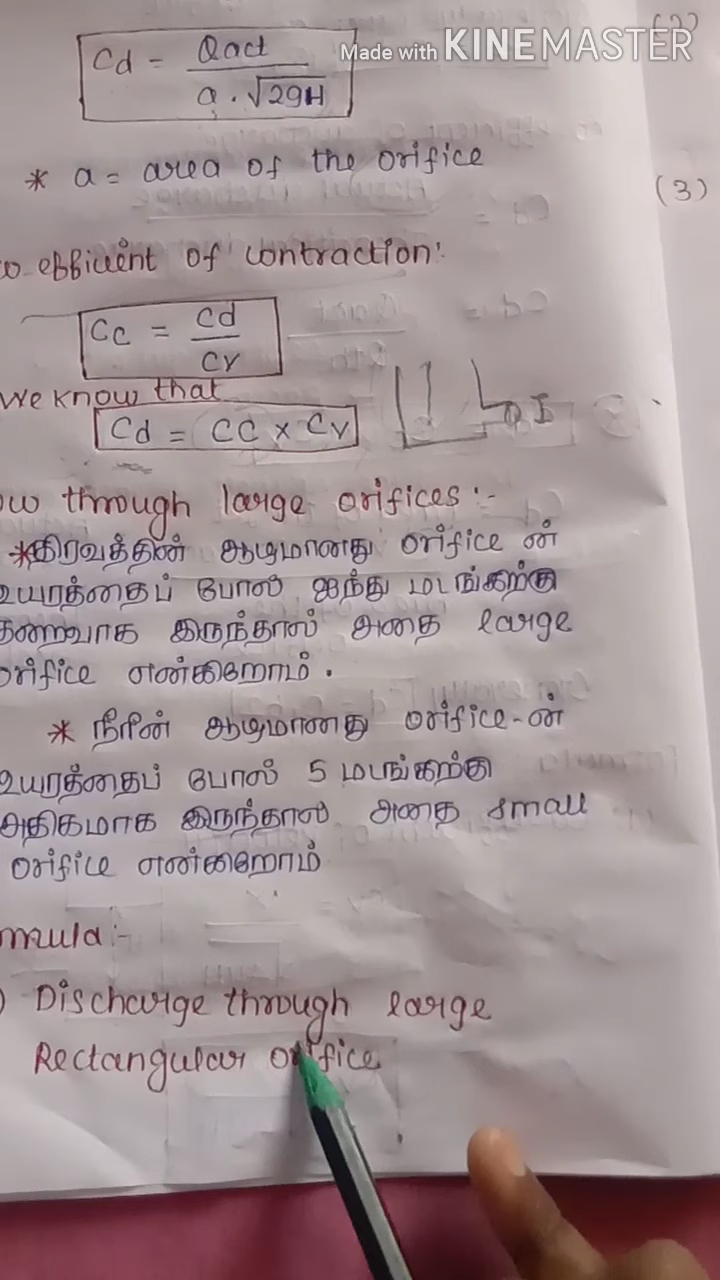 Cd = Qact / a . √2gH
Made with KINEMASTER
* a = area of the orifice
(3)
efficient of contraction:
Cc = Cd / Cv
We know that
Cd = CC x Cv
through large orifices :-
* திரவத்தின் ஆழமானது orifice ன்
உயரத்தைப் போல் ஐந்து மடங்கிற்கு
குறைவாக இருந்தால் அதை large
orifice என்கிறோம்.
* நீரின் ஆழமானது orifice-ன்
உயரத்தைப் போல் 5 மடங்கிற்கு
அதிகமாக இருந்தால் அதை small
orifice என்கிறோம்
mula :-
) Discharge through large
Rectangular orifice